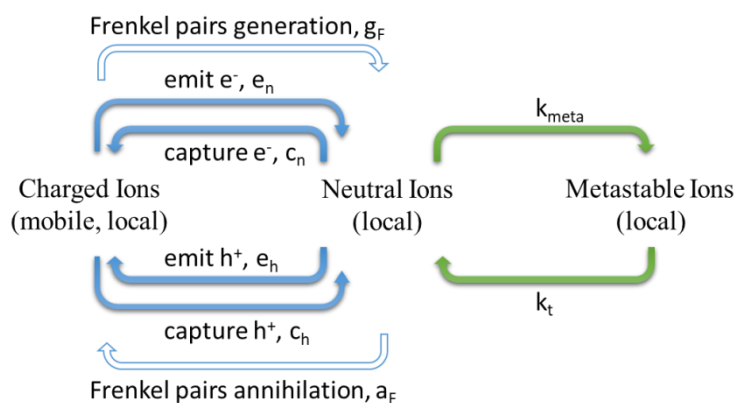 Frenkel pairs generation, gF
emit e-, en
capture e-, cn
kmeta
Charged Ions
(mobile, local)
Neutral Ions
(local)
Metastable Ions
(local)
emit h+, eh
capture h+, ch
kt
Frenkel pairs annihilation, aF